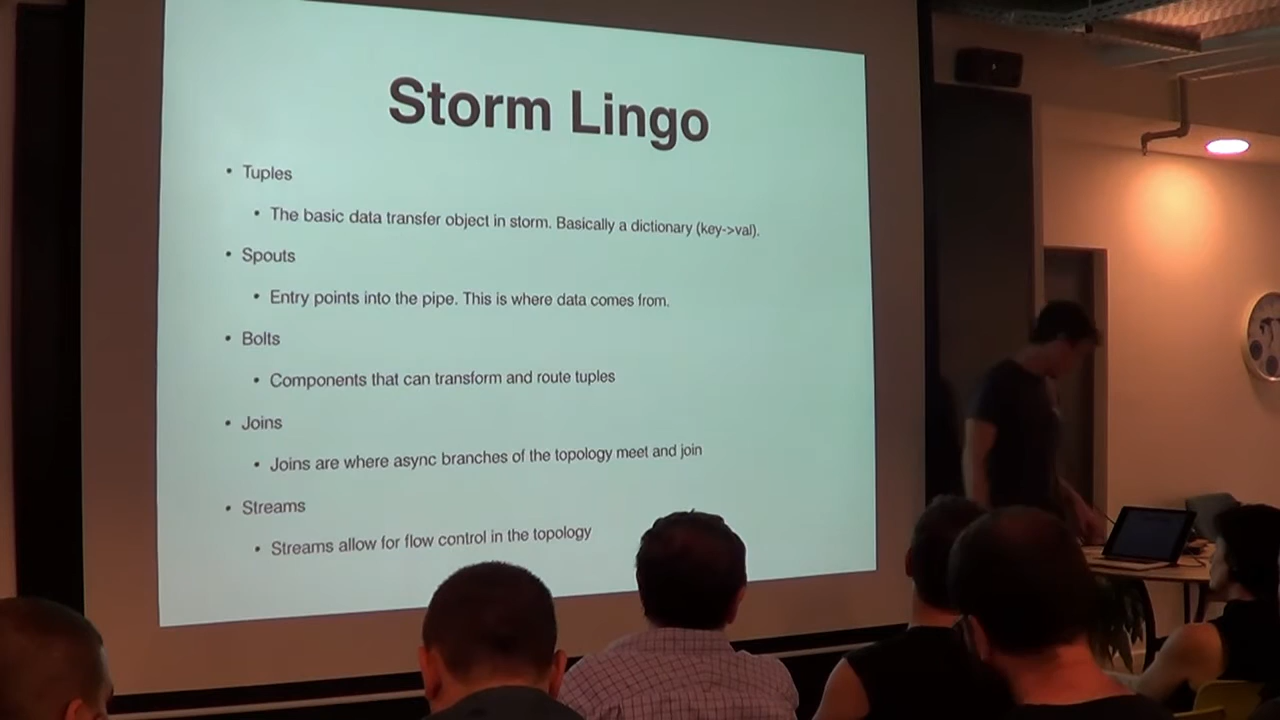 Storm Lingo
• Tuples
• The basic data transfer object in storm. Basically a dictionary (key->val).
• Spouts
• Entry points into the pipe. This is where data comes from.
• Bolts
• Components that can transform and route tuples
• Joins
• Joins are where async branches of the topology meet and join
• Streams
• Streams allow for flow control in the topology